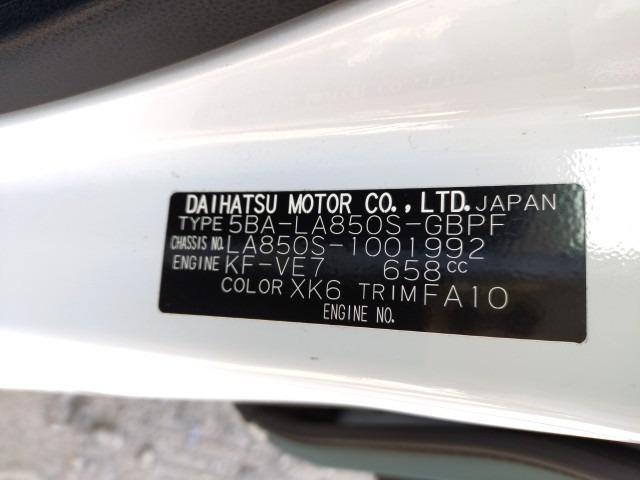 DAIHATSU MOTOR CO., LTD. JAPAN
TYPE 5BA-LA850S-GBPF
CHASSIS NO. LA850S-1001992
ENGINE KF-VE7 658cc
COLOR XK6 TRIM FA10
ENGINE NO.